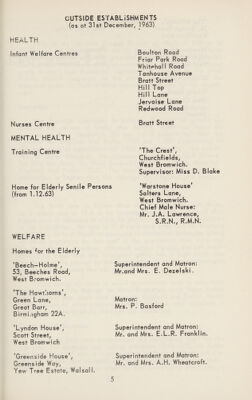 OUTSIDE ESTABLISHMENTS
(as at 31st December, 1963)
HEALTH
Infant Welfare Centres Boulton Road
Friar Park Road
Whitehall Road
Tanhouse Avenue
Bratt Street
Hill Top
Hill Lane
Jervoise Lane
Redwood Road
Nurses Centre Bratt Street
MENTAL HEALTH
Training Centre 'The Crest',
Churchfields,
West Bromwich.
Supervisor: Miss D. Blake
Home for Elderly Senile Persons 'Warstone House'
(from 1.12.63) Salters Lane,
West Bromwich.
Chief Male Nurse:
Mr. J.A. Lawrence,
S.R.N., R.M.N.
WELFARE
Homes for the Elderly
'Beech-Holme', Superintendent and Matron:
53, Beeches Road, Mr. and Mrs. E. Dezelski.
West Bromwich.
'The Hawthorns',
Green Lane, Matron:
Great Barr, Mrs. P. Basford
Birmingham 22A.
'Lyndon House', Superintendent and Matron:
Scott Street, Mr. and Mrs. E.L.R. Franklin.
West Bromwich
'Greenside House', Superintendent and Matron:
Greenside Way, Mr. and Mrs. A.H. Wheatcroft.
Yew Tree Estate, Walsall.
5